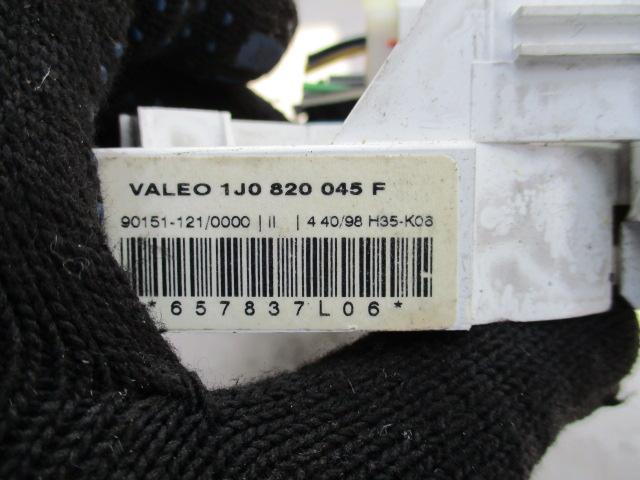 VALEO 1J0 820 045 F
90151-121/0000 | II | 4 40/98 H35-K03
*657837L06*